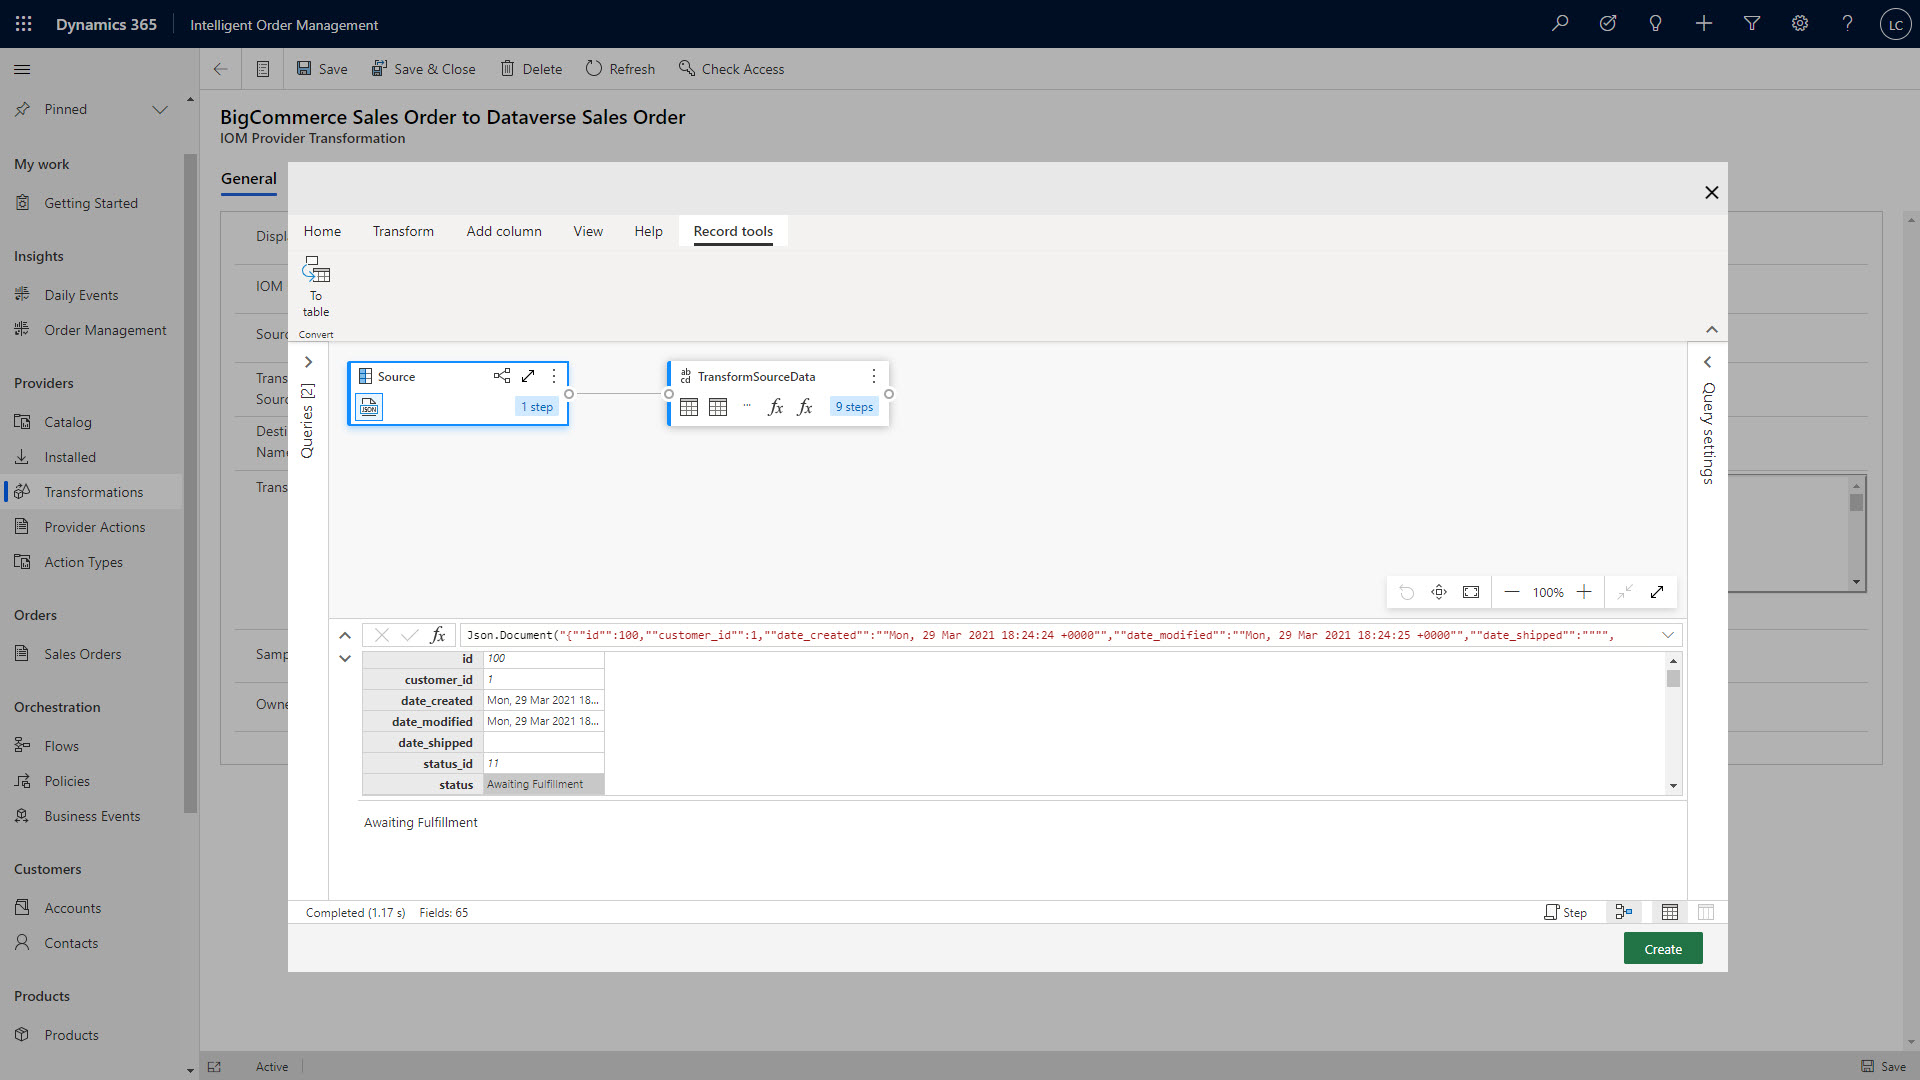 Dynamics 365
Intelligent Order Management
LC
Save
Save & Close
Delete
Refresh
Check Access
Pinned
My work
Getting Started
Insights
Daily Events
Order Management
Providers
Catalog
Installed
Transformations
Provider Actions
Action Types
Orders
Sales Orders
Orchestration
Flows
Policies
Business Events
Customers
Accounts
Contacts
Products
Products
BigCommerce Sales Order to Dataverse Sales Order
IOM Provider Transformation
General
Displ
IOM
Sourc
Trans
Sourc
Desti
Name
Trans
Samp
Owne
Home
Transform
Add column
View
Help
Record tools
To
table
Convert
Queries [2]
Source
JSON
1 step
ab
cd
TransformSourceData
... fx fx
9 steps
Query settings
100%
fx
Json.Document("{""id"":100,""customer_id"":1,""date_created"":""Mon, 29 Mar 2021 18:24:24 +0000"",""date_modified"":""Mon, 29 Mar 2021 18:24:25 +0000"",""date_shipped"":"""",
id 100
customer_id 1
date_created Mon, 29 Mar 2021 18...
date_modified Mon, 29 Mar 2021 18...
date_shipped
status_id 11
status Awaiting Fulfillment
Awaiting Fulfillment
Completed (1.17 s) Fields: 65
Step
Create
Active
Save